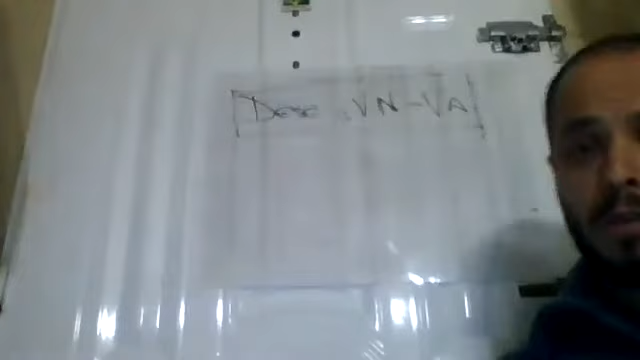 Desc = VN - VA